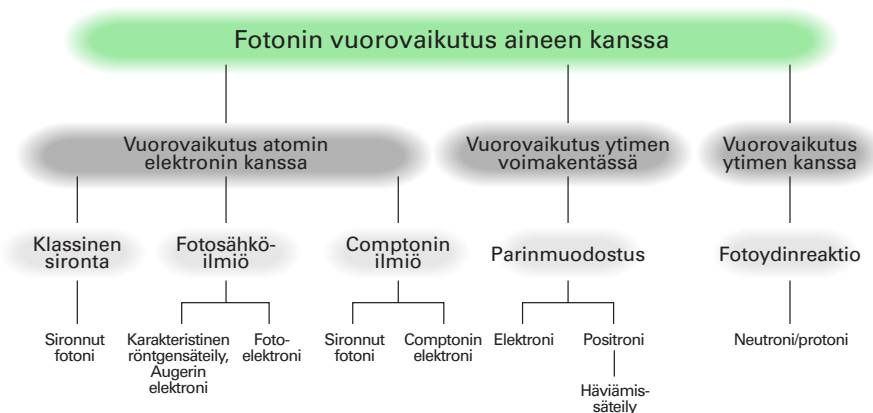 Fotonin vuorovaikutus aineen kanssa
Vuorovaikutus atomin
elektronin kanssa
Vuorovaikutus ytimen
voimakentässä
Vuorovaikutus
ytimen kanssa
Klassinen
sironta
Fotosähkö-
ilmiö
Comptonin
ilmiö
Parinmuodostus
Fotoydinreaktio
Sironnut
fotoni
Karakteristinen
röntgensäteily,
Augerin
elektroni
Foto-
elektroni
Sironnut
fotoni
Comptonin
elektroni
Elektroni
Positroni
Neutroni/protoni
Häviämis-
säteily